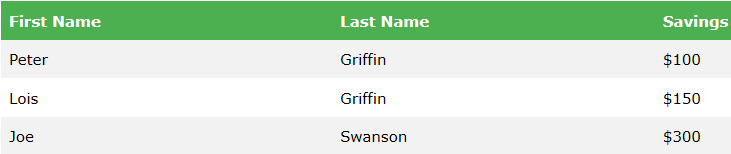 First Name Last Name Savings
Peter Griffin $100
Lois Griffin $150
Joe Swanson $300